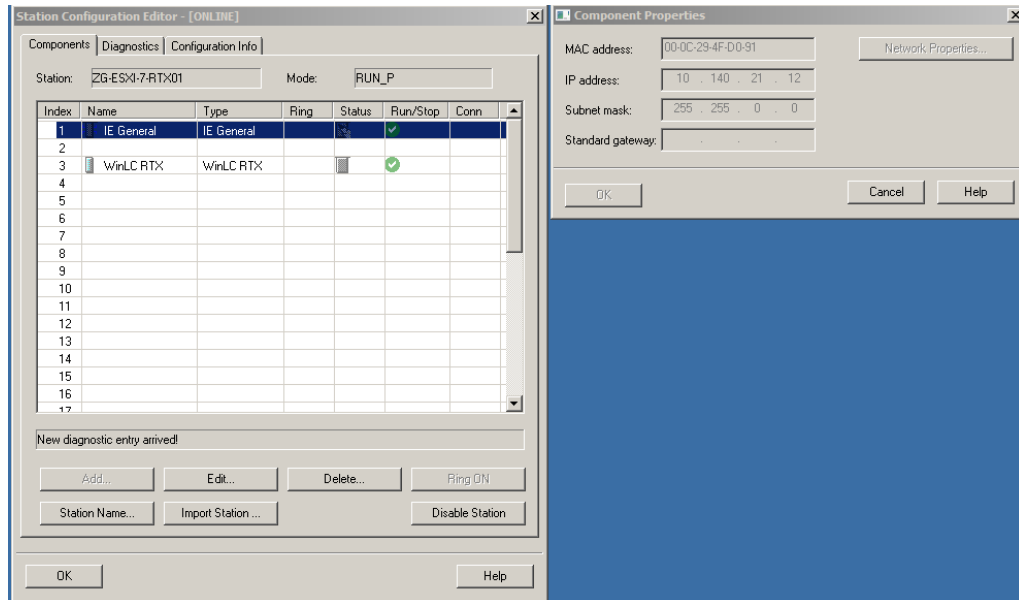 Station Configuration Editor - [ONLINE]
Components Diagnostics Configuration Info
Station: ZG-ESXI-7-RTX01 Mode: RUN_P
Index Name Type Ring Status Run/Stop Conn
1 IE General IE General
2
3 WinLC RTX WinLC RTX
4
5
6
7
8
9
10
11
12
13
14
15
16
17
New diagnostic entry arrived!
Add... Edit... Delete... Ring ON
Station Name... Import Station ... Disable Station
OK Help
Component Properties
MAC address: 00-0C-29-4F-D0-91 Network Properties...
IP address: 10 . 140 . 21 . 12
Subnet mask: 255 . 255 . 0 . 0
Standard gateway: . . .
OK Cancel Help